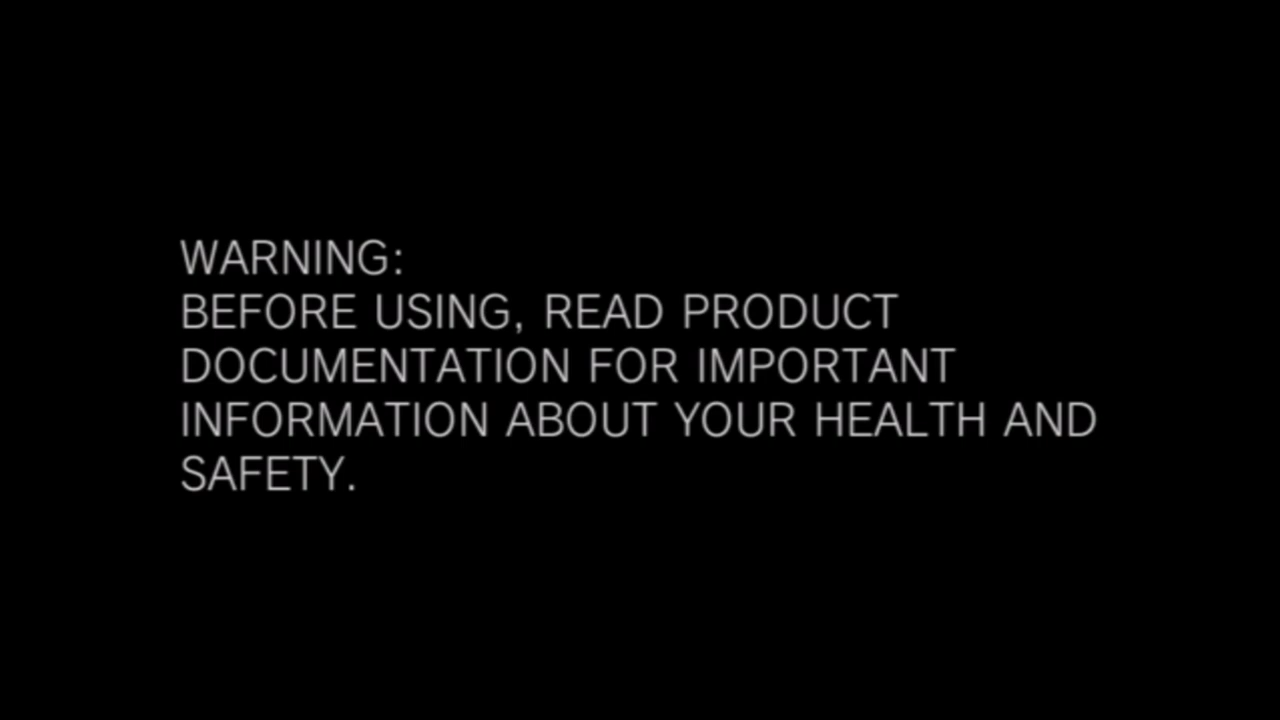 WARNING:
BEFORE USING, READ PRODUCT
DOCUMENTATION FOR IMPORTANT
INFORMATION ABOUT YOUR HEALTH AND
SAFETY.